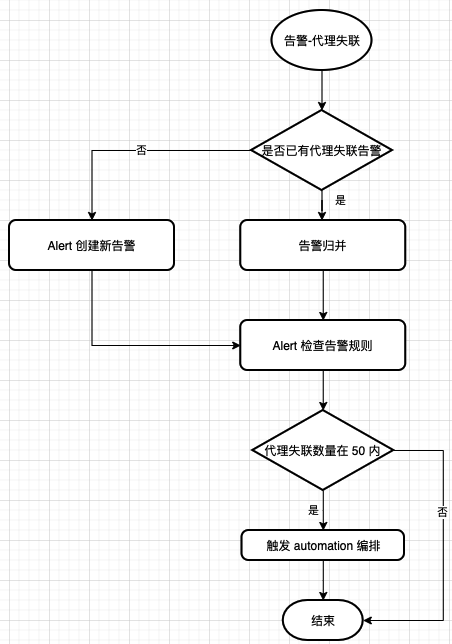 告警-代理失联
是否已有代理失联告警
否
是
Alert 创建新告警
告警归并
Alert 检查告警规则
代理失联数量在 50 内
是
否
触发 automation 编排
结束